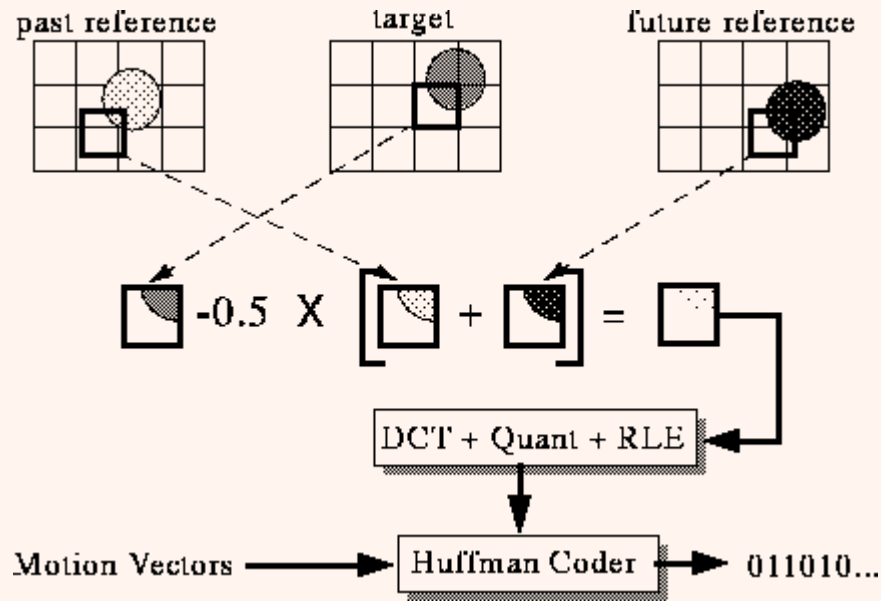 past reference
target
future reference
-0.5 X [ + ] =
DCT + Quant + RLE
Motion Vectors
Huffman Coder
011010...